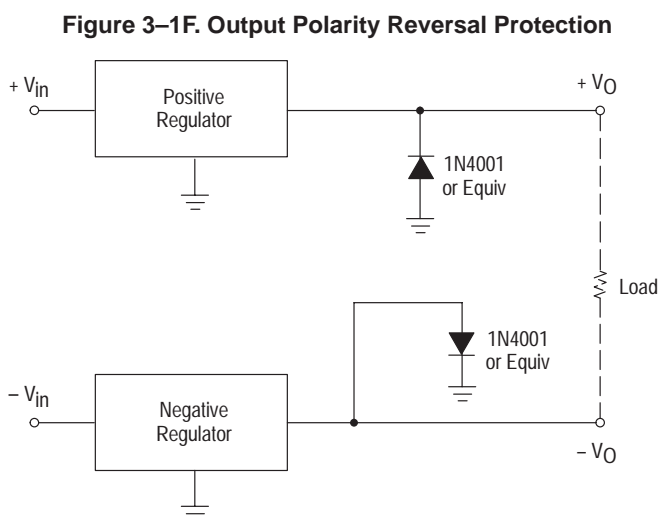 Figure 3–1F. Output Polarity Reversal Protection
+ Vin
Positive
Regulator
+ VO
1N4001
or Equiv
Load
1N4001
or Equiv
– Vin
Negative
Regulator
– VO